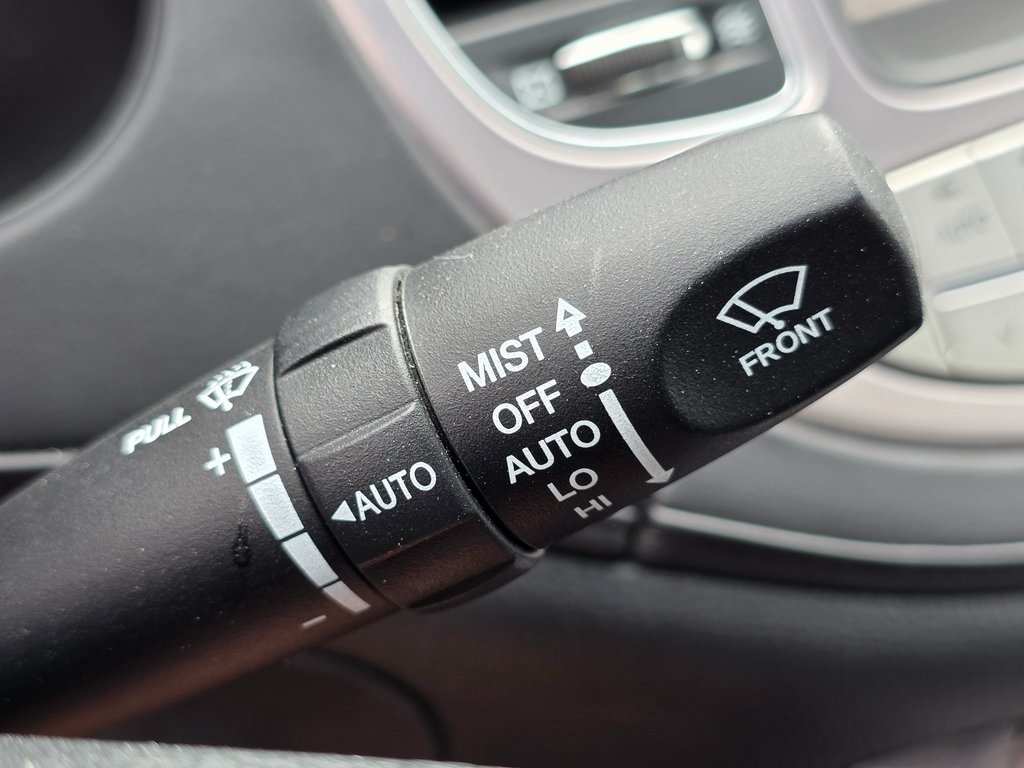 PULL
+
-
◀AUTO
MIST
OFF
AUTO
LO
HI
FRONT